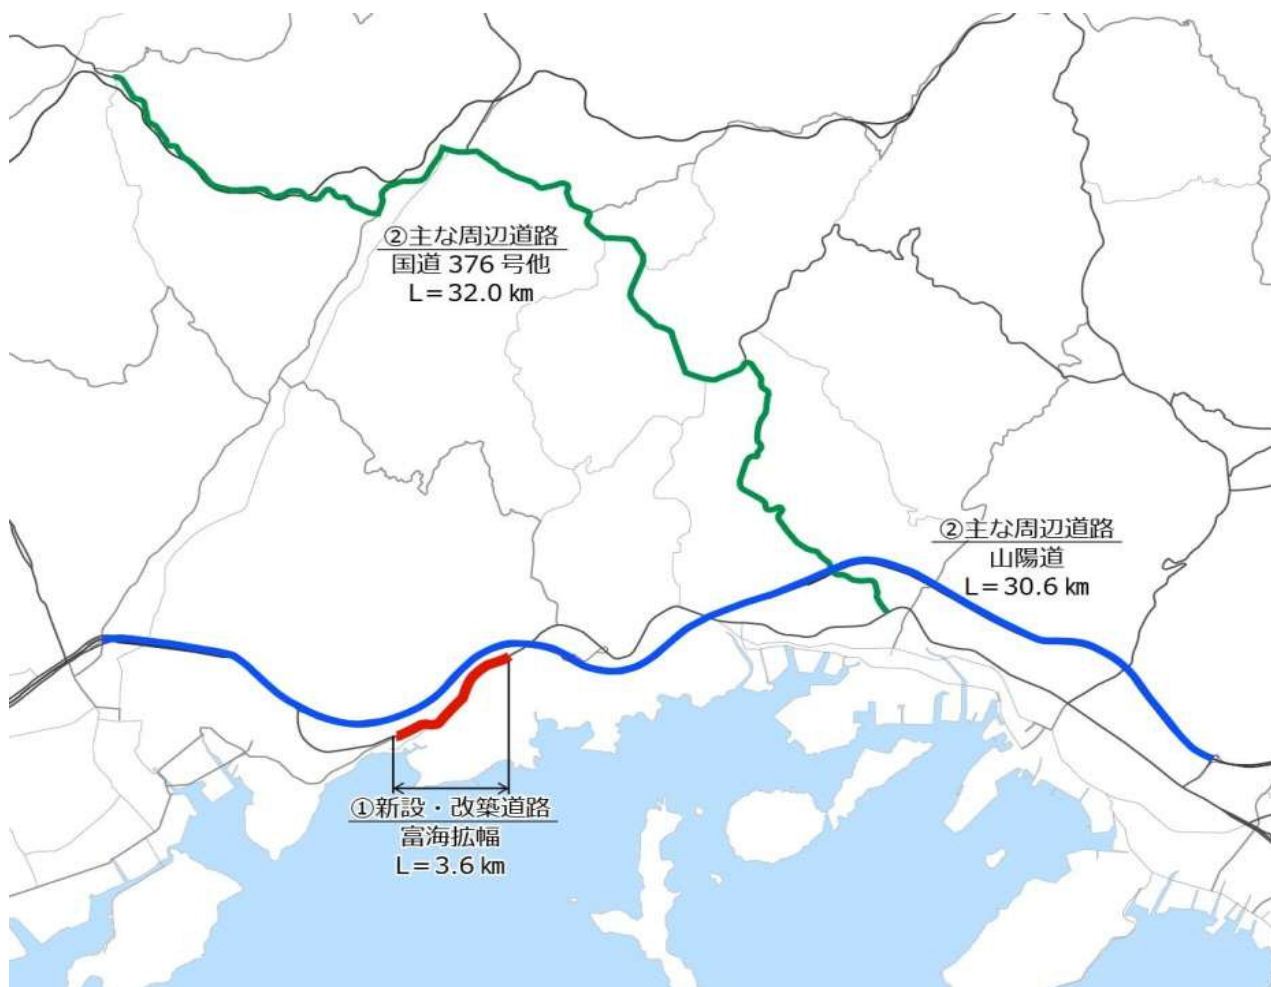 ②主な周辺道路
国道 376 号他
L=32.0 ㎞
②主な周辺道路
山陽道
L=30.6 ㎞
①新設・改築道路
富海拡幅
L=3.6 ㎞